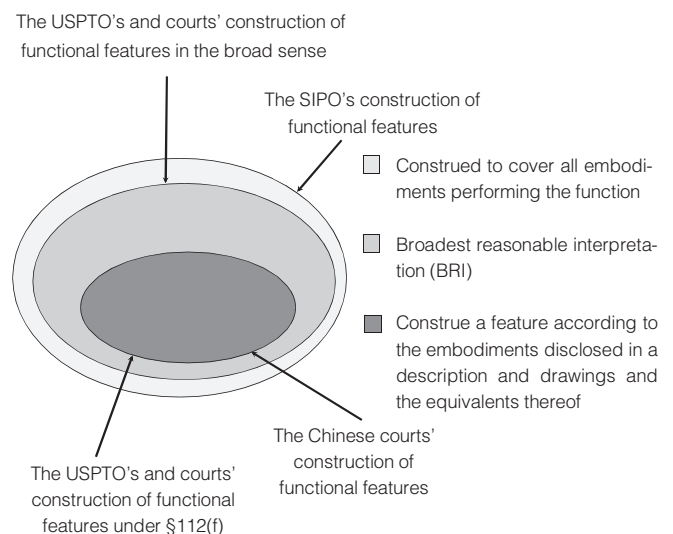 The USPTO's and courts' construction of
functional features in the broad sense
The SIPO's construction of
functional features
Construed to cover all embodi-
ments performing the function
Broadest reasonable interpreta-
tion (BRI)
Construe a feature according to
the embodiments disclosed in a
description and drawings and
the equivalents thereof
The Chinese courts'
construction of
functional features
The USPTO's and courts'
construction of functional
features under §112(f)